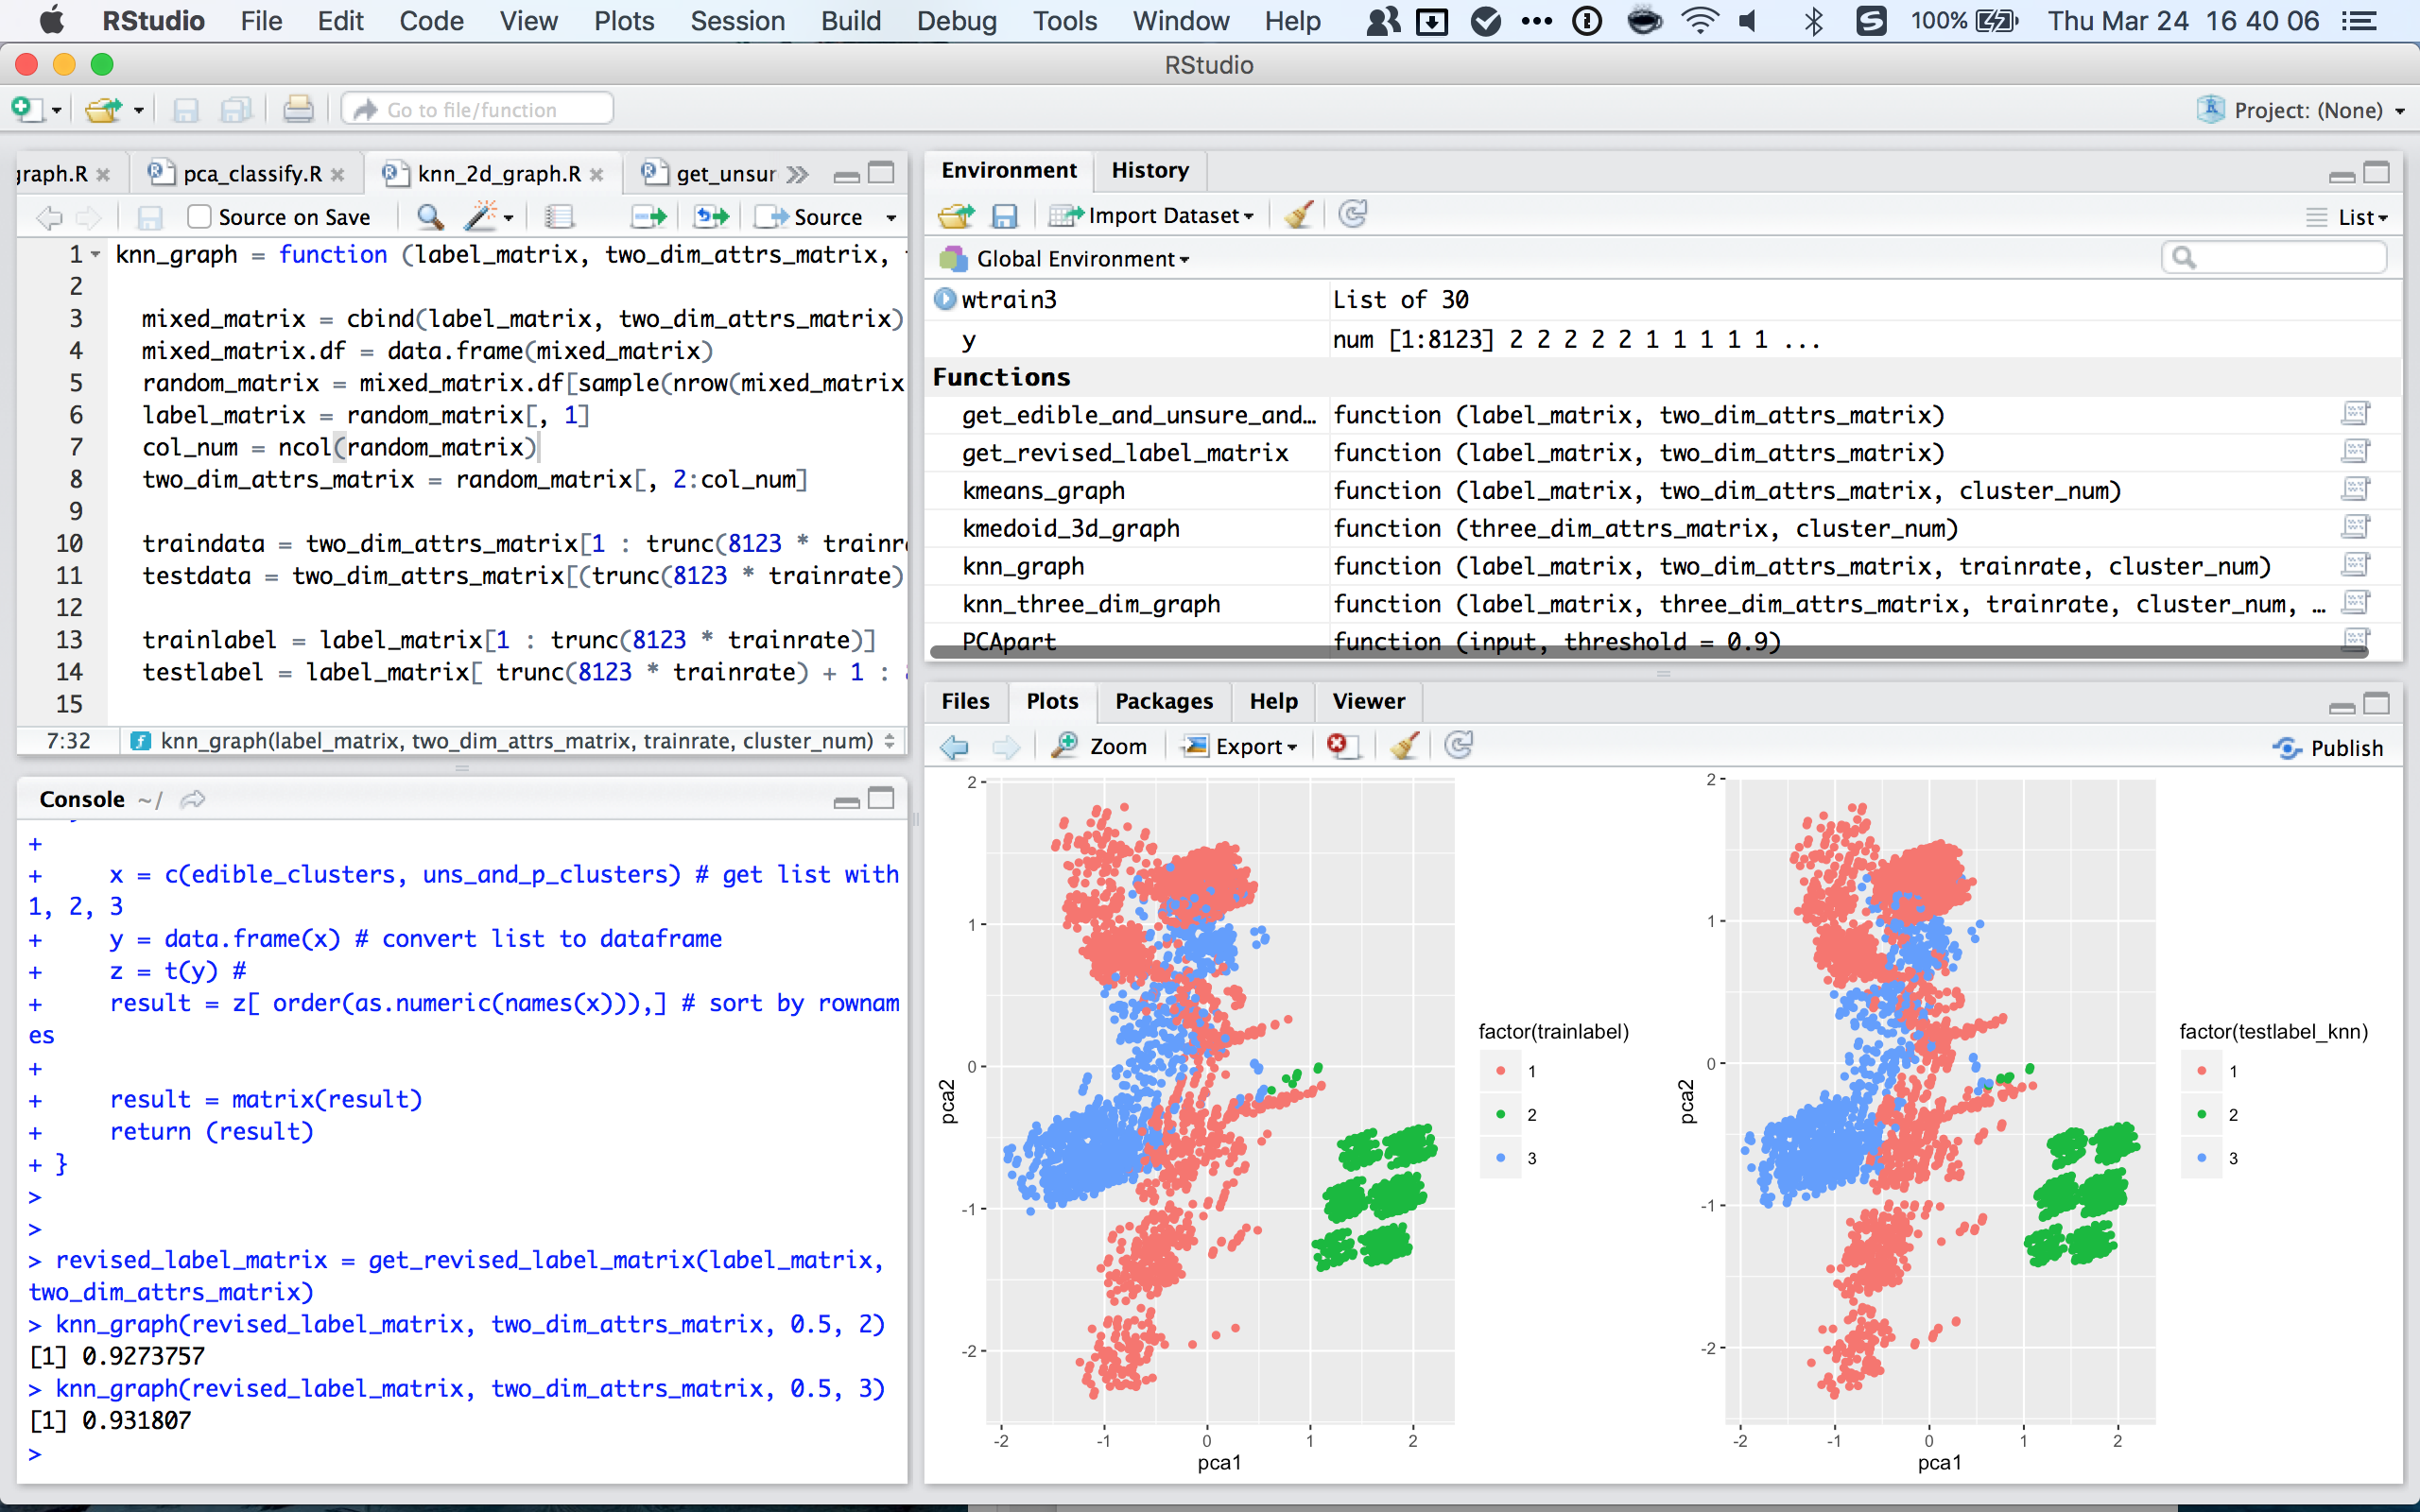 RStudio File Edit Code View Plots Session Build Debug Tools Window Help 100% Thu Mar 24 16 40 06
RStudio
Go to file/function
Project: (None)
graph.R pca_classify.R knn_2d_graph.R get_unsur
Source on Save Source
1 knn_graph = function (label_matrix, two_dim_attrs_matrix,
2
3 mixed_matrix = cbind(label_matrix, two_dim_attrs_matrix)
4 mixed_matrix.df = data.frame(mixed_matrix)
5 random_matrix = mixed_matrix.df[sample(nrow(mixed_matrix
6 label_matrix = random_matrix[, 1]
7 col_num = ncol(random_matrix)
8 two_dim_attrs_matrix = random_matrix[, 2:col_num]
9
10 traindata = two_dim_attrs_matrix[1 : trunc(8123 * trainr
11 testdata = two_dim_attrs_matrix[(trunc(8123 * trainrate)
12
13 trainlabel = label_matrix[1 : trunc(8123 * trainrate)]
14 testlabel = label_matrix[ trunc(8123 * trainrate) + 1 :
15
7:32 knn_graph(label_matrix, two_dim_attrs_matrix, trainrate, cluster_num)
Console ~/
+
+ x = c(edible_clusters, uns_and_p_clusters) # get list with
1, 2, 3
+ y = data.frame(x) # convert list to dataframe
+ z = t(y) #
+ result = z[ order(as.numeric(names(x))),] # sort by rownam
es
+
+ result = matrix(result)
+ return (result)
+ }
>
>
> revised_label_matrix = get_revised_label_matrix(label_matrix,
two_dim_attrs_matrix)
> knn_graph(revised_label_matrix, two_dim_attrs_matrix, 0.5, 2)
[1] 0.9273757
> knn_graph(revised_label_matrix, two_dim_attrs_matrix, 0.5, 3)
[1] 0.931807
>
Environment History
Import Dataset List
Global Environment
wtrain3 List of 30
y num [1:8123] 2 2 2 2 2 1 1 1 1 1 ...
Functions
get_edible_and_unsure_and… function (label_matrix, two_dim_attrs_matrix)
get_revised_label_matrix function (label_matrix, two_dim_attrs_matrix)
kmeans_graph function (label_matrix, two_dim_attrs_matrix, cluster_num)
kmedoid_3d_graph function (three_dim_attrs_matrix, cluster_num)
knn_graph function (label_matrix, two_dim_attrs_matrix, trainrate, cluster_num)
knn_three_dim_graph function (label_matrix, three_dim_attrs_matrix, trainrate, cluster_num, …
PCApart function (input, threshold = 0.9)
Files Plots Packages Help Viewer
Zoom Export Publish
2
1
0
-1
-2
pca2
-2 -1 0 1 2
pca1
factor(trainlabel)
1
2
3
2
1
0
-1
-2
pca2
-2 -1 0 1 2
pca1
factor(testlabel_knn)
1
2
3